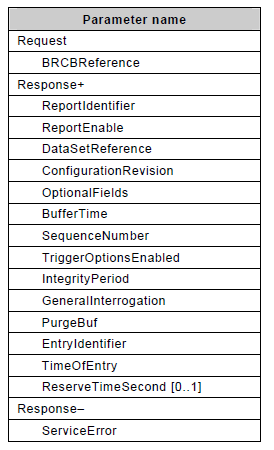 Parameter name
Request
BRCBReference
Response+
ReportIdentifier
ReportEnable
DataSetReference
ConfigurationRevision
OptionalFields
BufferTime
SequenceNumber
TriggerOptionsEnabled
IntegrityPeriod
GeneralInterrogation
PurgeBuf
EntryIdentifier
TimeOfEntry
ReserveTimeSecond [0..1]
Response–
ServiceError